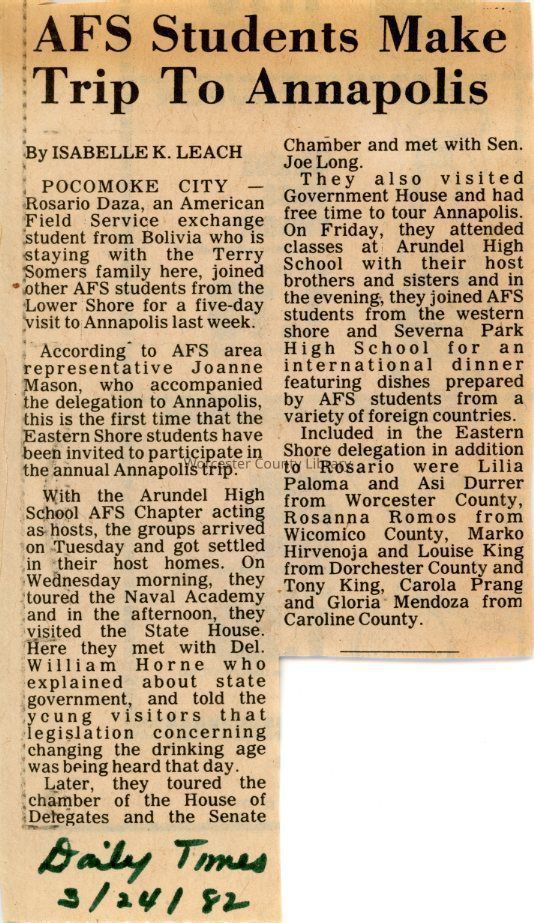 AFS Students Make
Trip To Annapolis
By ISABELLE K. LEACH
POCOMOKE CITY —
Rosario Daza, an American
Field Service exchange
student from Bolivia who is
staying with the Terry
Somers family here, joined
other AFS students from the
Lower Shore for a five-day
visit to Annapolis last week.
According to AFS area
representative Joanne
Mason, who accompanied
the delegation to Annapolis,
this is the first time that the
Eastern Shore students have
been invited to participate in
the annual Annapolis trip.
With the Arundel High
School AFS Chapter acting
as hosts, the groups arrived
on Tuesday and got settled
in their host homes. On
Wednesday morning, they
toured the Naval Academy
and in the afternoon, they
visited the State House.
Here they met with Del.
William Horne who
explained about state
government, and told the
young visitors that
legislation concerning
changing the drinking age
was being heard that day.
Later, they toured the
chamber of the House of
Delegates and the Senate
Chamber and met with Sen.
Joe Long.
They also visited
Government House and had
free time to tour Annapolis.
On Friday, they attended
classes at Arundel High
School with their host
brothers and sisters and in
the evening, they joined AFS
students from the western
shore and Severna Park
High School for an
international dinner
featuring dishes prepared
by AFS students from a
variety of foreign countries.
Included in the Eastern
Shore delegation in addition
to Rosario were Lilia
Paloma and Asi Durrer
from Worcester County,
Rosanna Romos from
Wicomico County, Marko
Hirvenoja and Louise King
from Dorchester County and
Tony King, Carola Prang
and Gloria Mendoza from
Caroline County.
Worcester County Library
Daily Times
3/24/82